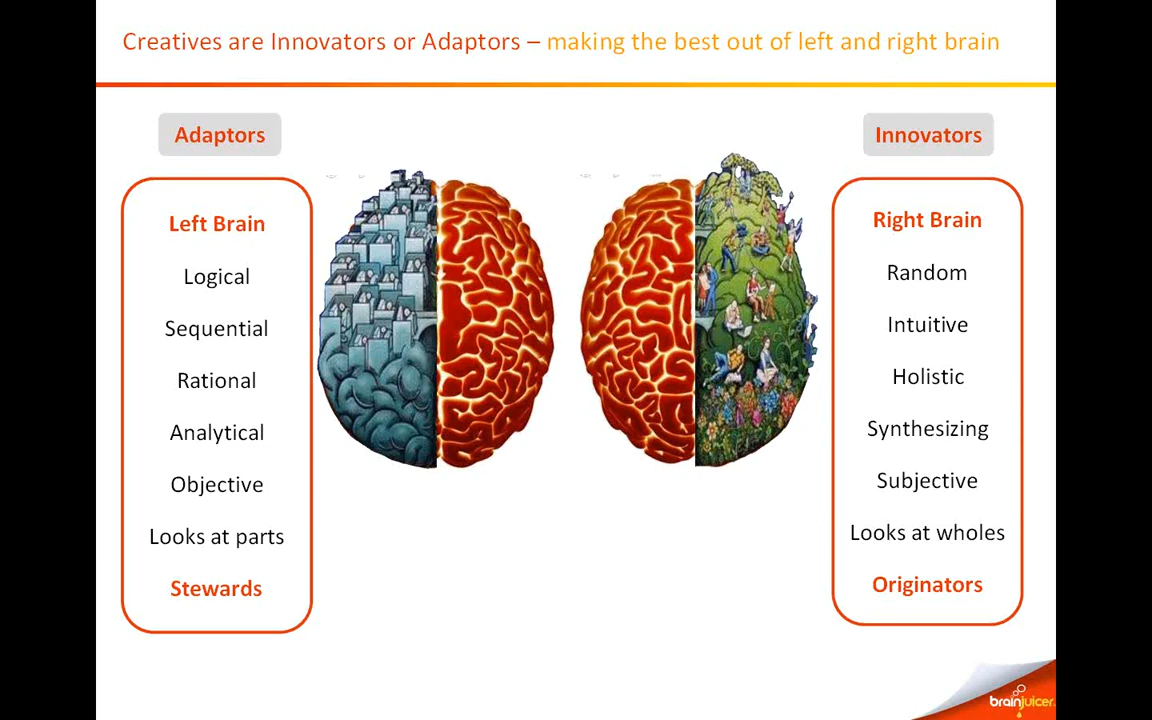 Creatives are Innovators or Adaptors – making the best out of left and right brain
Adaptors
Left Brain
Logical
Sequential
Rational
Analytical
Objective
Looks at parts
Stewards
Innovators
Right Brain
Random
Intuitive
Holistic
Synthesizing
Subjective
Looks at wholes
Originators
brainjuicer.